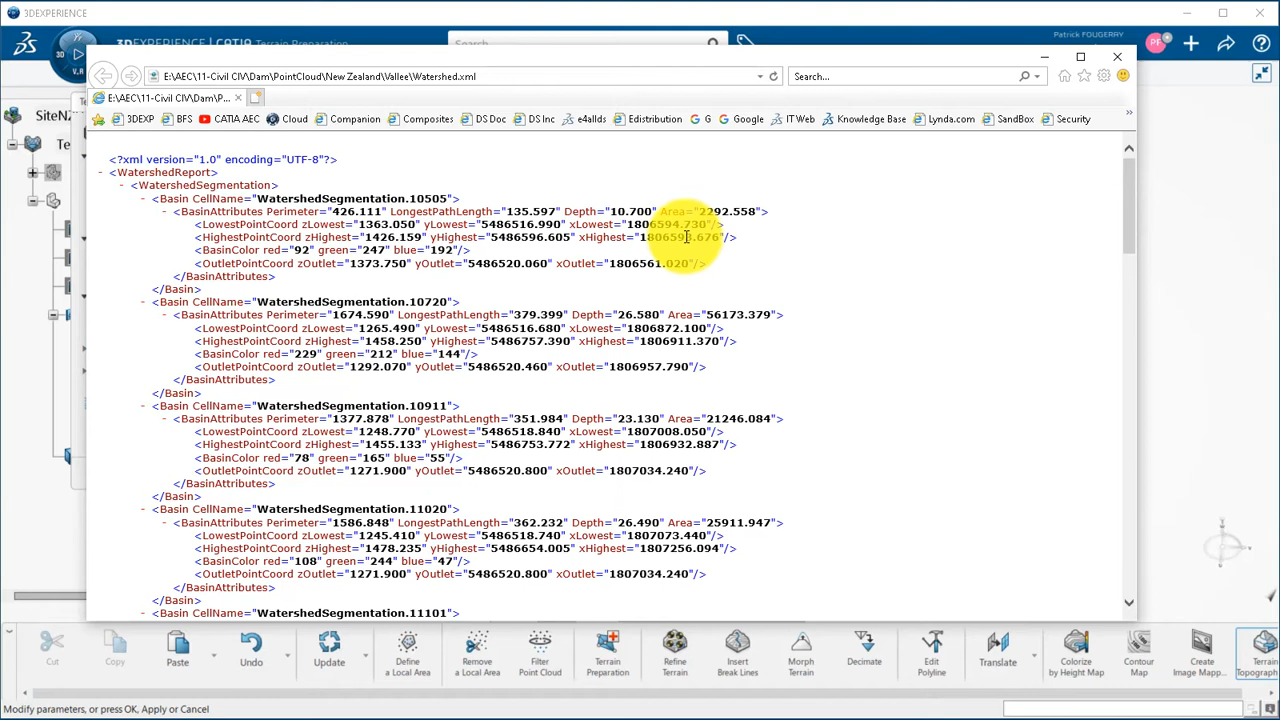 3DEXPERIENCE
3DEXPERIENCE | CATIA Terrain Preparation
Search
Patrick FOUGERRY
PF
3D
V.R
E:\AEC\11-Civil CIV\Dam\PointCloud\New Zealand\Vallee\Watershed.xml
Search...
E:\AEC\11-Civil CIV\Dam\P...
3DEXP BFS CATIA AEC Cloud Companion Composites DS Doc DS Inc e4allds Edistribution G Google IT Web Knowledge Base Lynda.com SandBox Security
SiteNZ
Te
Te
<?xml version="1.0" encoding="UTF-8"?>
- <WatershedReport>
- <WatershedSegmentation>
- <Basin CellName="WatershedSegmentation.10505">
- <BasinAttributes Perimeter="426.111" LongestPathLength="135.597" Depth="10.700" Area="2292.558">
<LowestPointCoord zLowest="1363.050" yLowest="5486516.990" xLowest="1806594.730"/>
<HighestPointCoord zHighest="1426.159" yHighest="5486596.605" xHighest="1806593.676"/>
<BasinColor red="92" green="247" blue="192"/>
<OutletPointCoord zOutlet="1373.750" yOutlet="5486520.060" xOutlet="1806561.020"/>
</BasinAttributes>
</Basin>
- <Basin CellName="WatershedSegmentation.10720">
- <BasinAttributes Perimeter="1674.590" LongestPathLength="379.399" Depth="26.580" Area="56173.379">
<LowestPointCoord zLowest="1265.490" yLowest="5486516.680" xLowest="1806872.100"/>
<HighestPointCoord zHighest="1458.250" yHighest="5486757.390" xHighest="1806911.370"/>
<BasinColor red="229" green="212" blue="144"/>
<OutletPointCoord zOutlet="1292.070" yOutlet="5486520.460" xOutlet="1806957.790"/>
</BasinAttributes>
</Basin>
- <Basin CellName="WatershedSegmentation.10911">
- <BasinAttributes Perimeter="1377.878" LongestPathLength="351.984" Depth="23.130" Area="21246.084">
<LowestPointCoord zLowest="1248.770" yLowest="5486518.840" xLowest="1807008.050"/>
<HighestPointCoord zHighest="1455.133" yHighest="5486753.772" xHighest="1806932.887"/>
<BasinColor red="78" green="165" blue="55"/>
<OutletPointCoord zOutlet="1271.900" yOutlet="5486520.800" xOutlet="1807034.240"/>
</BasinAttributes>
</Basin>
- <Basin CellName="WatershedSegmentation.11020">
- <BasinAttributes Perimeter="1586.848" LongestPathLength="362.232" Depth="26.490" Area="25911.947">
<LowestPointCoord zLowest="1245.410" yLowest="5486518.740" xLowest="1807073.440"/>
<HighestPointCoord zHighest="1478.235" yHighest="5486654.005" xHighest="1807256.094"/>
<BasinColor red="108" green="244" blue="47"/>
<OutletPointCoord zOutlet="1271.900" yOutlet="5486520.800" xOutlet="1807034.240"/>
</BasinAttributes>
</Basin>
- <Basin CellName="WatershedSegmentation.11101">
Cut Copy Paste Undo Update Define a Local Area Remove a Local Area Filter Point Cloud Terrain Preparation Refine Terrain Insert Break Lines Morph Terrain Decimate Edit Polyline Translate Colorize by Height Map Contour Map Create Image Mapp... Terrain Topograph
Modify parameters, or press OK, Apply or Cancel